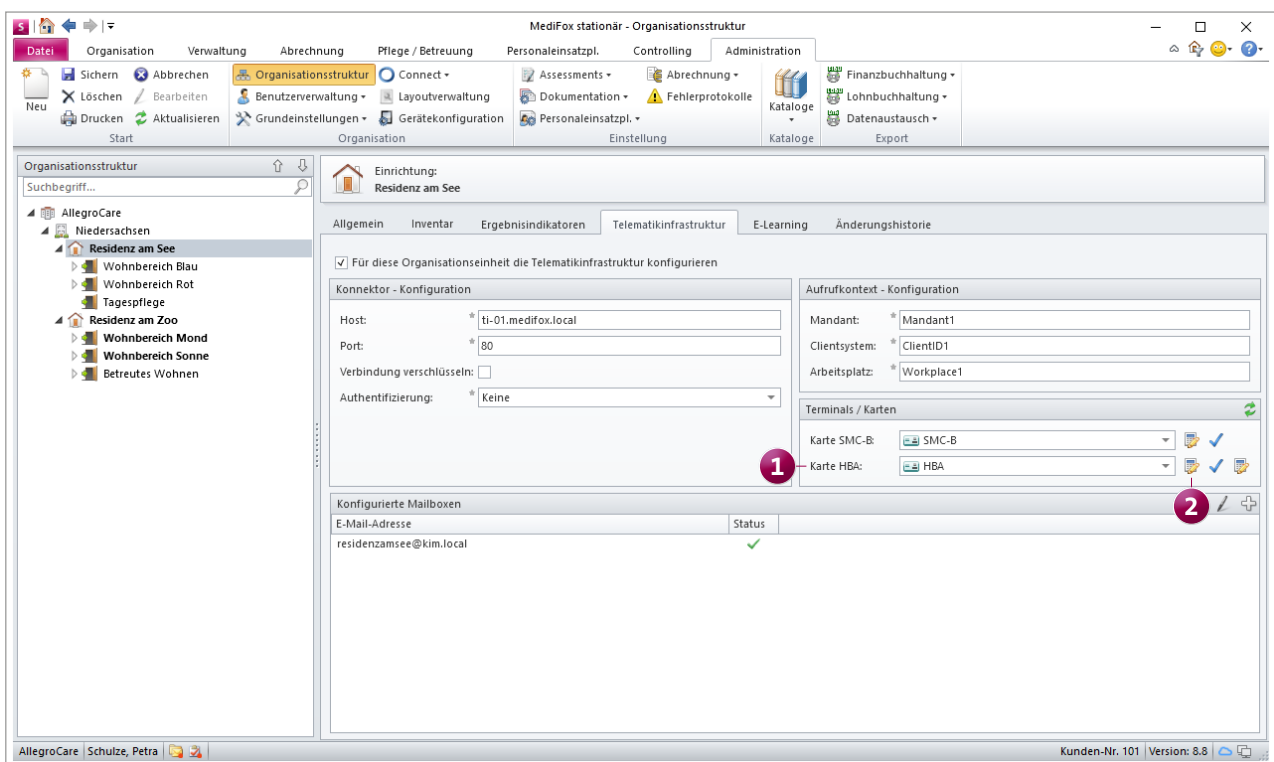 S
MediFox stationär - Organisationsstruktur
Datei Organisation Verwaltung Abrechnung Pflege / Betreuung Personaleinsatzpl. Controlling Administration
Neu
Sichern Abbrechen
Löschen Bearbeiten
Drucken Aktualisieren
Start
Organisationsstruktur Connect
Benutzerverwaltung Layoutverwaltung
Grundeinstellungen Gerätekonfiguration
Organisation
Assessments Abrechnung
Dokumentation Fehlerprotokolle
Personaleinsatzpl.
Einstellung
Kataloge
Kataloge
Finanzbuchhaltung
Lohnbuchhaltung
Datenaustausch
Export
Organisationsstruktur
Suchbegriff...
AllegroCare
Niedersachsen
Residenz am See
Wohnbereich Blau
Wohnbereich Rot
Tagespflege
Residenz am Zoo
Wohnbereich Mond
Wohnbereich Sonne
Betreutes Wohnen
Einrichtung:
Residenz am See
Allgemein Inventar Ergebnisindikatoren Telematikinfrastruktur E-Learning Änderungshistorie
Für diese Organisationseinheit die Telematikinfrastruktur konfigurieren
Konnektor - Konfiguration
Host: * ti-01.medifox.local
Port: * 80
Verbindung verschlüsseln:
Authentifizierung: * Keine
Aufrufkontext - Konfiguration
Mandant: * Mandant1
Clientsystem: * ClientID1
Arbeitsplatz: * Workplace1
Terminals / Karten
Karte SMC-B: SMC-B
1 Karte HBA: HBA
2
Konfigurierte Mailboxen
E-Mail-Adresse Status
residenzamsee@kim.local
AllegroCare Schulze, Petra Kunden-Nr. 101 Version: 8.8